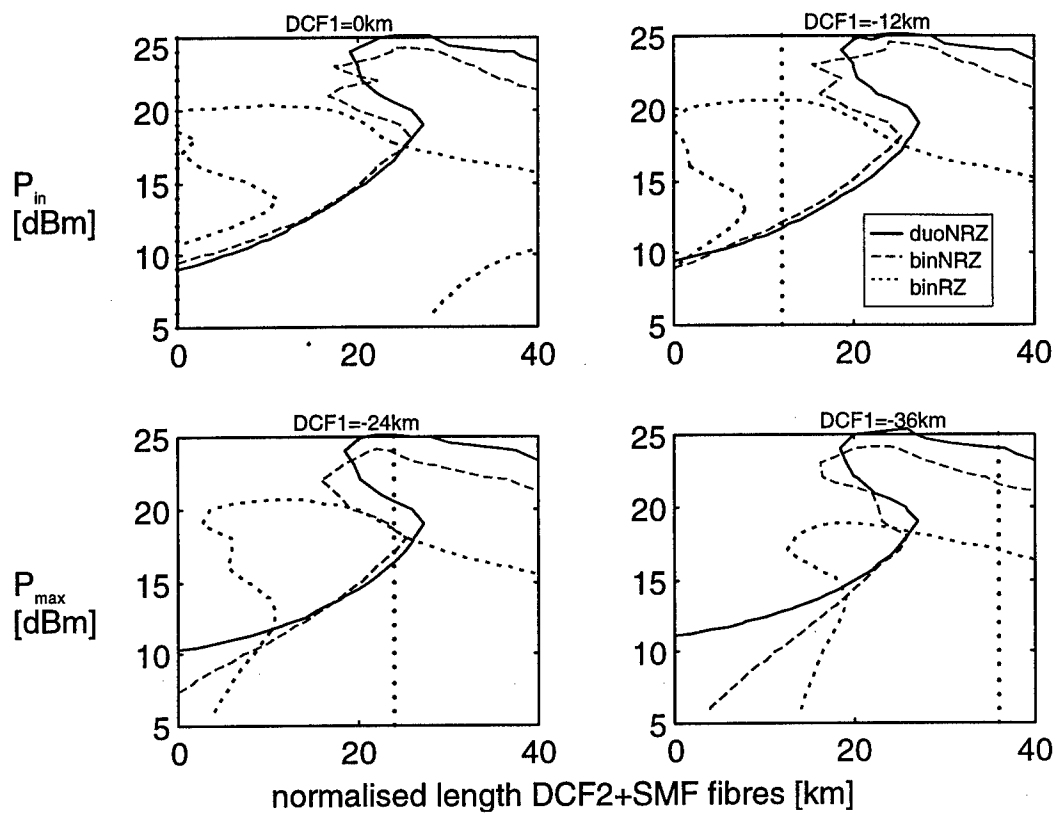 DCF1=0km
DCF1=-12km
25
20
15
10
5
0
20
40
25
20
15
10
5
0
20
40
P_in
[dBm]
duoNRZ
binNRZ
binRZ
DCF1=-24km
DCF1=-36km
25
20
15
10
5
0
20
40
25
20
15
10
5
0
20
40
P_max
[dBm]
normalised length DCF2+SMF fibres [km]